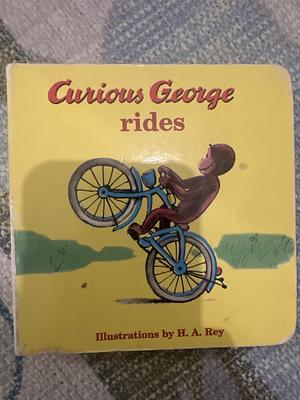 Curious George
rides
Illustrations by H. A. Rey